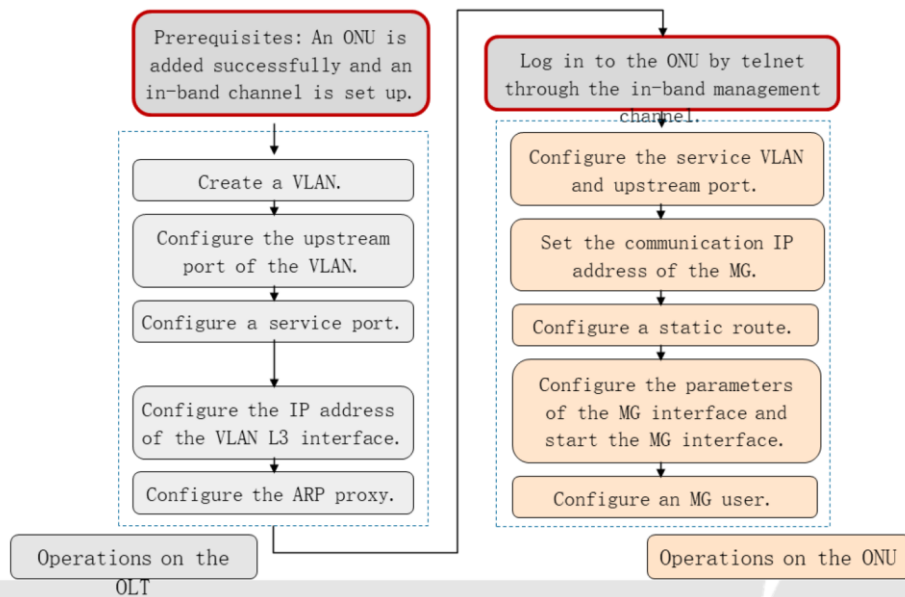 Prerequisites: An ONU is
added successfully and an
in-band channel is set up.
Create a VLAN.
Configure the upstream
port of the VLAN.
Configure a service port.
Configure the IP address
of the VLAN L3 interface.
Configure the ARP proxy.
Operations on the
OLT
Log in to the ONU by telnet
through the in-band management
channel.
Configure the service VLAN
and upstream port.
Set the communication IP
address of the MG.
Configure a static route.
Configure the parameters
of the MG interface and
start the MG interface.
Configure an MG user.
Operations on the ONU